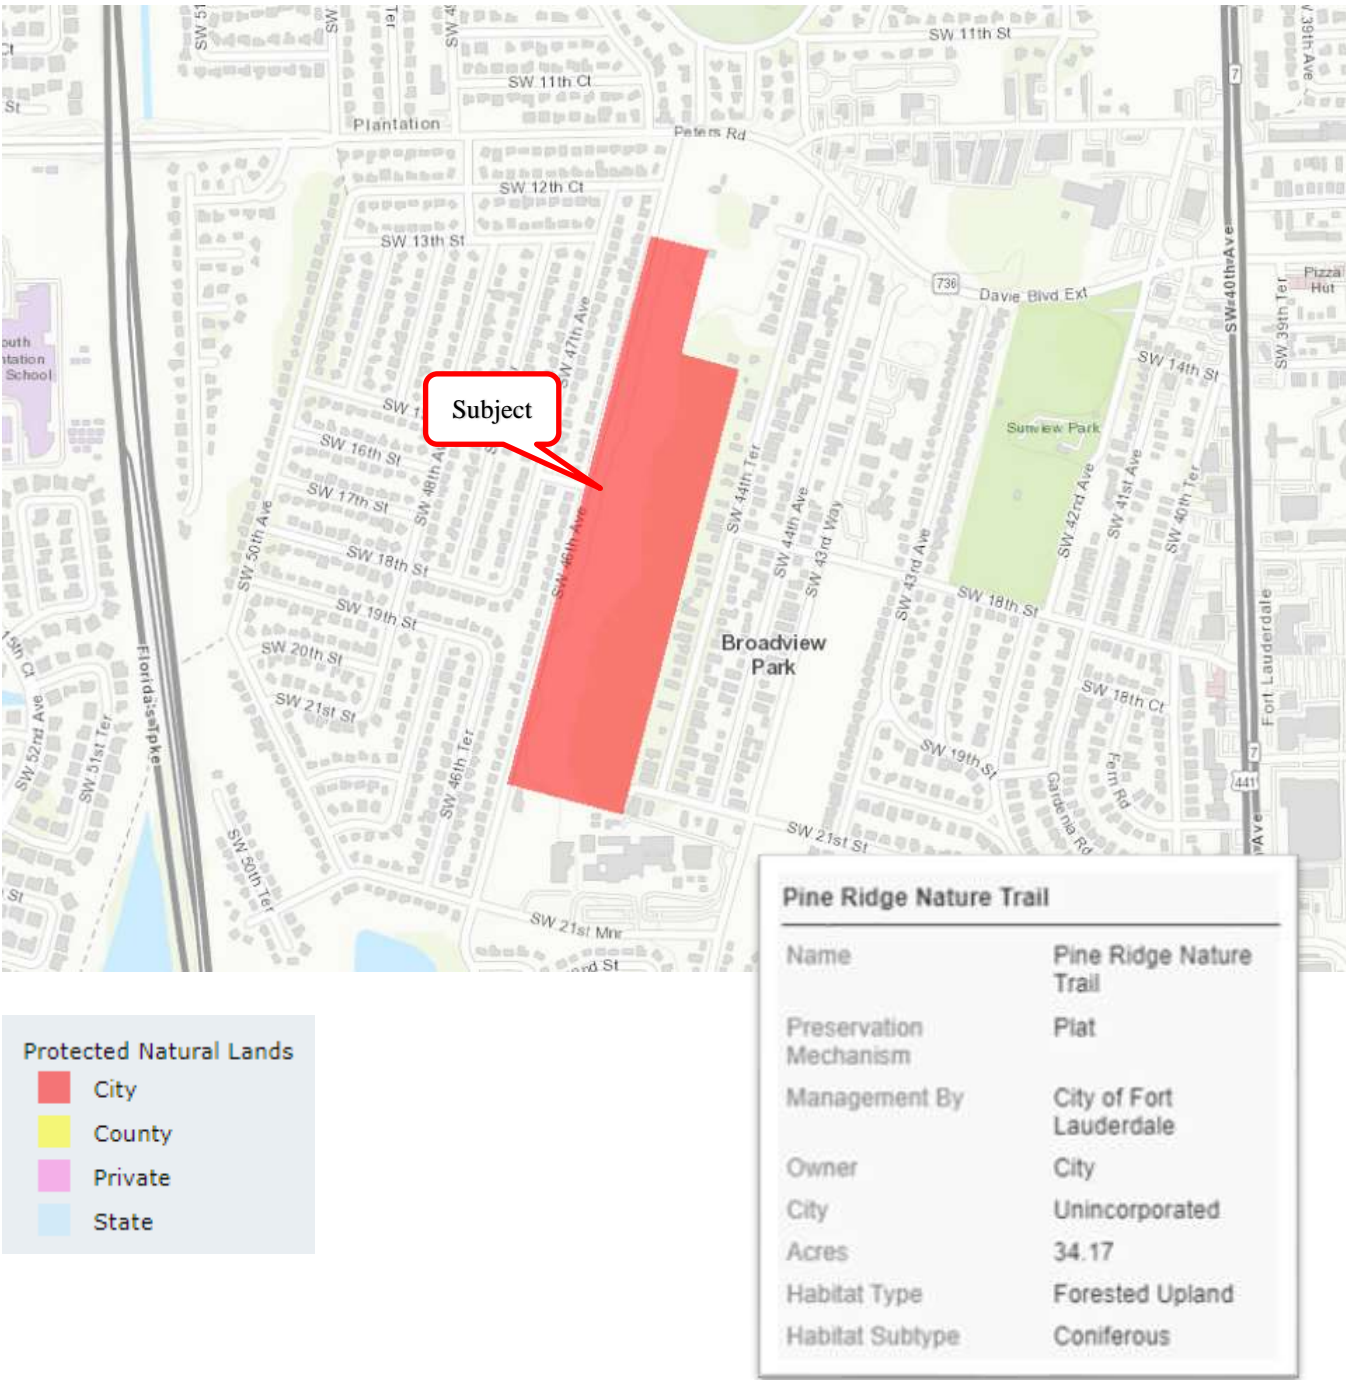 SW 11th St
SW 11th Ct
7
Plantation
Peters Rd
SW 12th Ct
SW 13th St
SW 47th Ave
736
Davie Blvd Ext
SW 40th Ave
SW 39th Ter
Pizza
Hut
School
Subject
SW 14th St
Sunview Park
SW 16th St
SW 17th St
SW 18th St
SW 50th Ave
SW 46th Ave
SW 44th Ter
SW 44th Ave
SW 43rd Way
SW 43rd Ave
SW 42nd Ave
SW 41st Ave
SW 40th Ter
SW 18th St
SW 19th St
SW 20th St
SW 21st St
Broadview
Park
Fort Lauderdale
SW 18th Ct
SW 19th St
Fern Rd
Gardenia Rd
15th Ct
SW 52nd Ave
SW 51st Ter
Florida's Tpke
SW 46th Ter
SW 50th Ter
SW 21st St
SW 21st Mnr
7
441
Pine Ridge Nature Trail
Name Pine Ridge Nature
Trail
Preservation Plat
Mechanism
Management By City of Fort
Lauderdale
Owner City
City Unincorporated
Acres 34.17
Habitat Type Forested Upland
Habitat Subtype Coniferous
Protected Natural Lands
City
County
Private
State